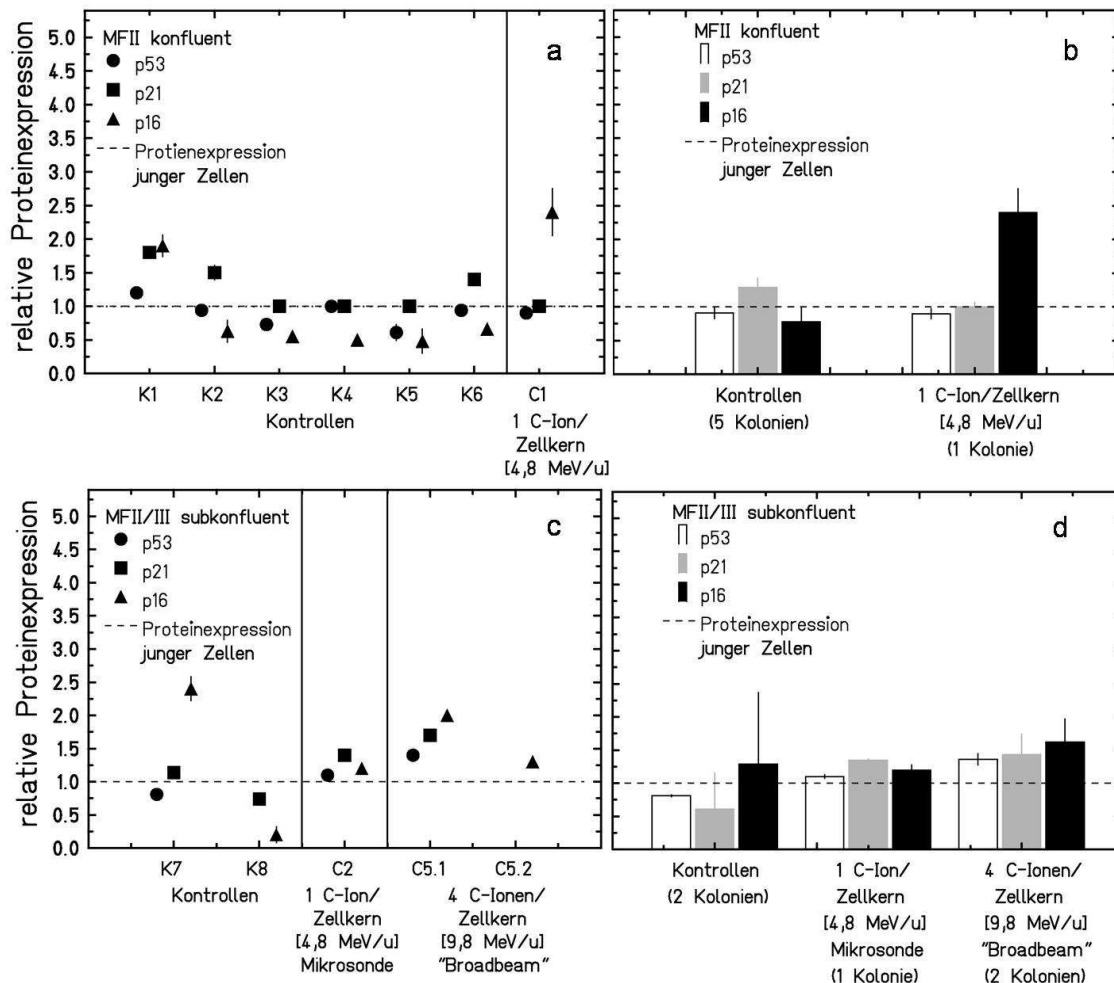 relative Proteinexpression
5.0
4.5
4.0
3.5
3.0
2.5
2.0
1.5
1.0
0.5
0.0
MFII konfluent
p53
p21
p16
Protienexpression
junger Zellen
a
K1 K2 K3 K4 K5 K6 C1
Kontrollen
1 C-Ion/
Zellkern
[4,8 MeV/u]
MFII konfluent
p53
p21
p16
Proteinexpression
junger Zellen
b
Kontrollen
(5 Kolonien)
1 C-Ion/Zellkern
[4,8 MeV/u]
(1 Kolonie)
relative Proteinexpression
5.0
4.5
4.0
3.5
3.0
2.5
2.0
1.5
1.0
0.5
0.0
MFII/III subkonfluent
p53
p21
p16
Proteinexpression
junger Zellen
c
K7 K8 C2 C5.1 C5.2
Kontrollen
1 C-Ion/
Zellkern
[4,8 MeV/u]
Mikrosonde
4 C-Ionen/
Zellkern
[9,8 MeV/u]
"Broadbeam"
MFII/III subkonfluent
p53
p21
p16
Proteinexpression
junger Zellen
d
Kontrollen
(2 Kolonien)
1 C-Ion/
Zellkern
[4,8 MeV/u]
Mikrosonde
(1 Kolonie)
4 C-Ionen/
Zellkern
[9,8 MeV/u]
"Broadbeam"
(2 Kolonien)